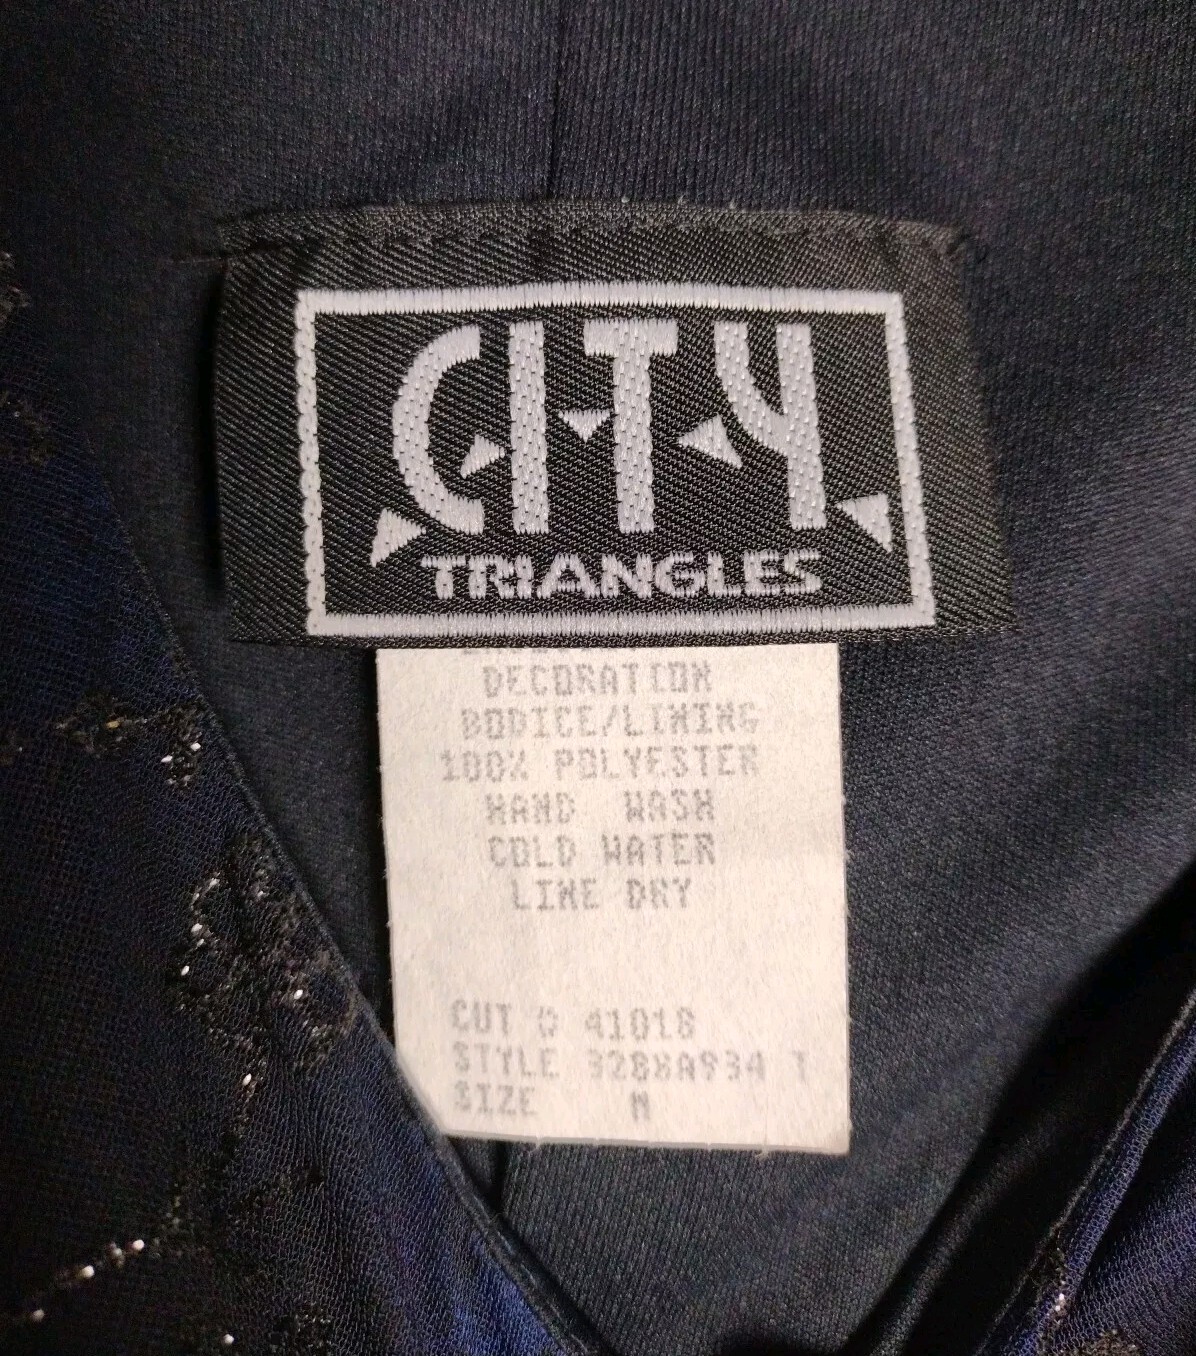 CITY
TRIANGLES
DECORATION
BODICE/LINING
100% POLYESTER
HAND WASH
COLD WATER
LINE DRY
CUT # 41018
STYLE 3288A934 T
SIZE M